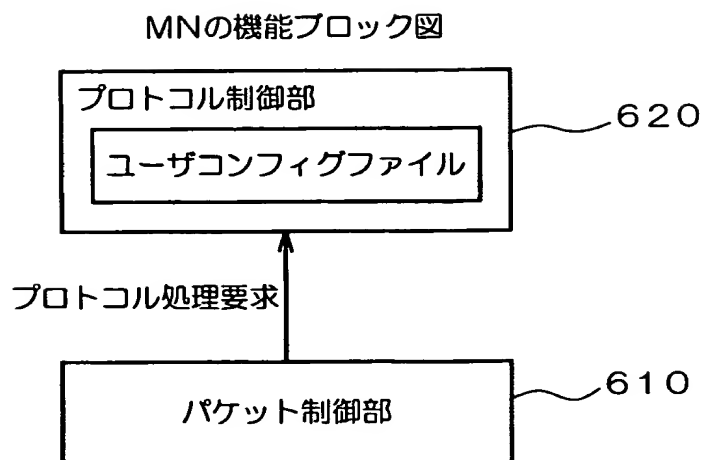 MNの機能ブロック図
プロトコル制御部
620
ユーザコンフィグファイル
プロトコル処理要求
610
パケット制御部